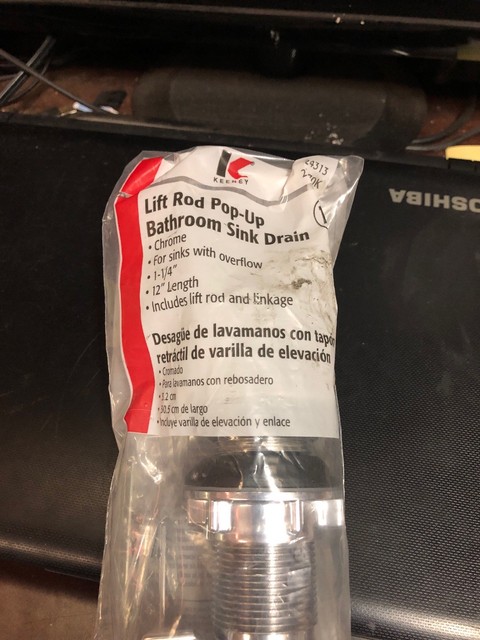 KEENEY
Lift Rod Pop-Up
Bathroom Sink Drain
• Chrome
• For sinks with overflow
• 1-1/4"
• 12" Length
• Includes lift rod and linkage
Desagüe de lavamanos con tapó
retráctil de varilla de elevación
• Cromado
• Para lavamanos con rebosadero
• 3.2 cm
• 30.5 cm de largo
• Incluye varilla de elevación y enlace
TOSHIBA